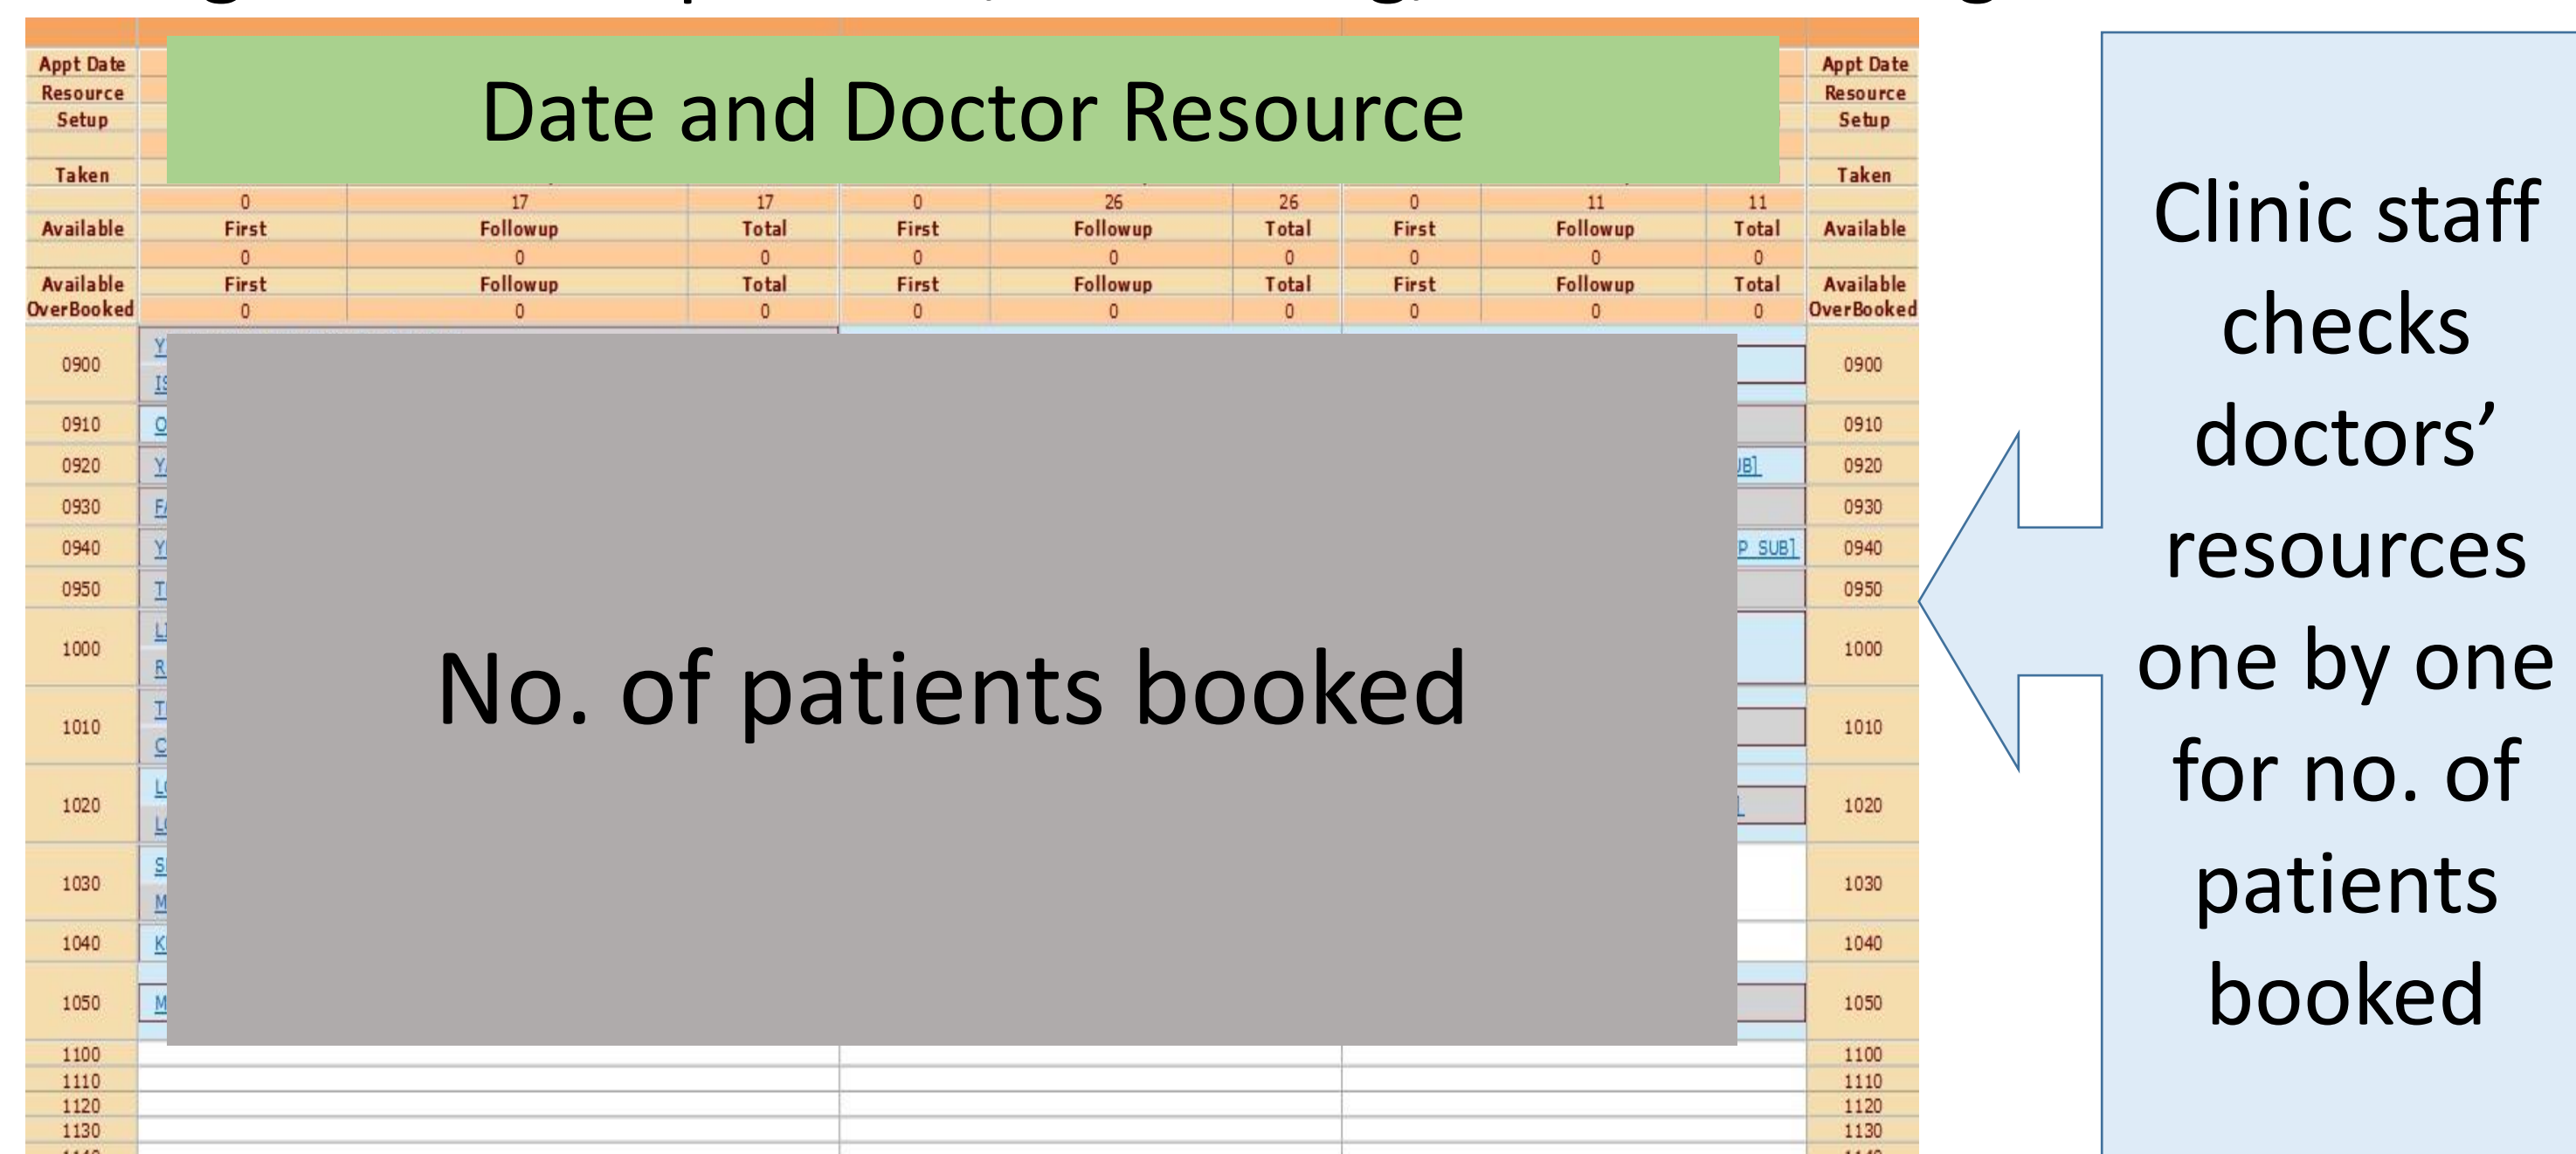 Appt Date Appt Date
Resource Date and Doctor Resource Resource
Setup Setup
Taken Taken
0 17 17 0 26 26 0 11 11
Available First Followup Total First Followup Total First Followup Total Available
0 0 0 0 0 0 0 0 0
Available First Followup Total First Followup Total First Followup Total Available
OverBooked 0 0 0 0 0 0 0 0 0 OverBooked
0900 0900
0910 0910
0920 0920
0930 0930
0940 P SUB] 0940
0950 0950
1000 1000
No. of patients booked
1010 1010
1020 1020
1030 1030
1040 1040
1050 1050
1100 1100
1110 1110
1120 1120
1130 1130
Clinic staff
checks
doctors’
resources
one by one
for no. of
patients
booked